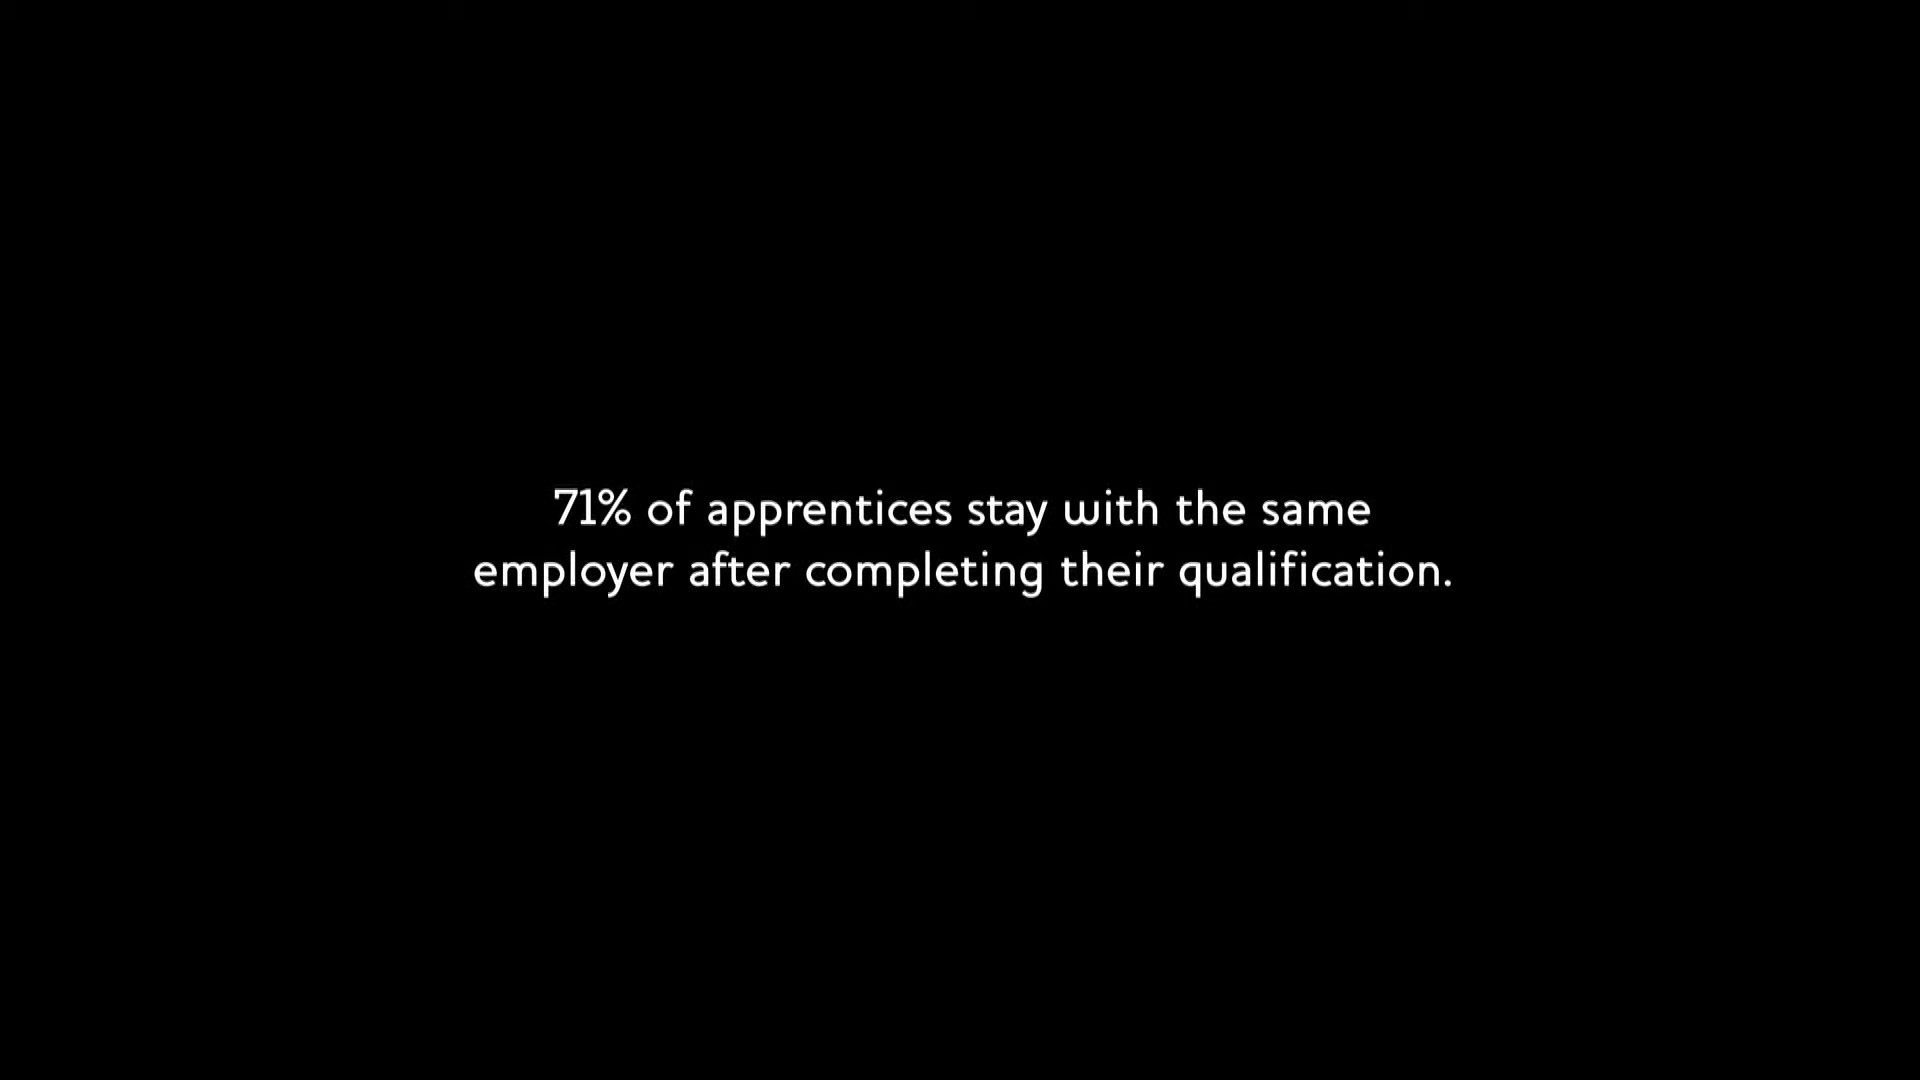 71% of apprentices stay with the same
employer after completing their qualification.